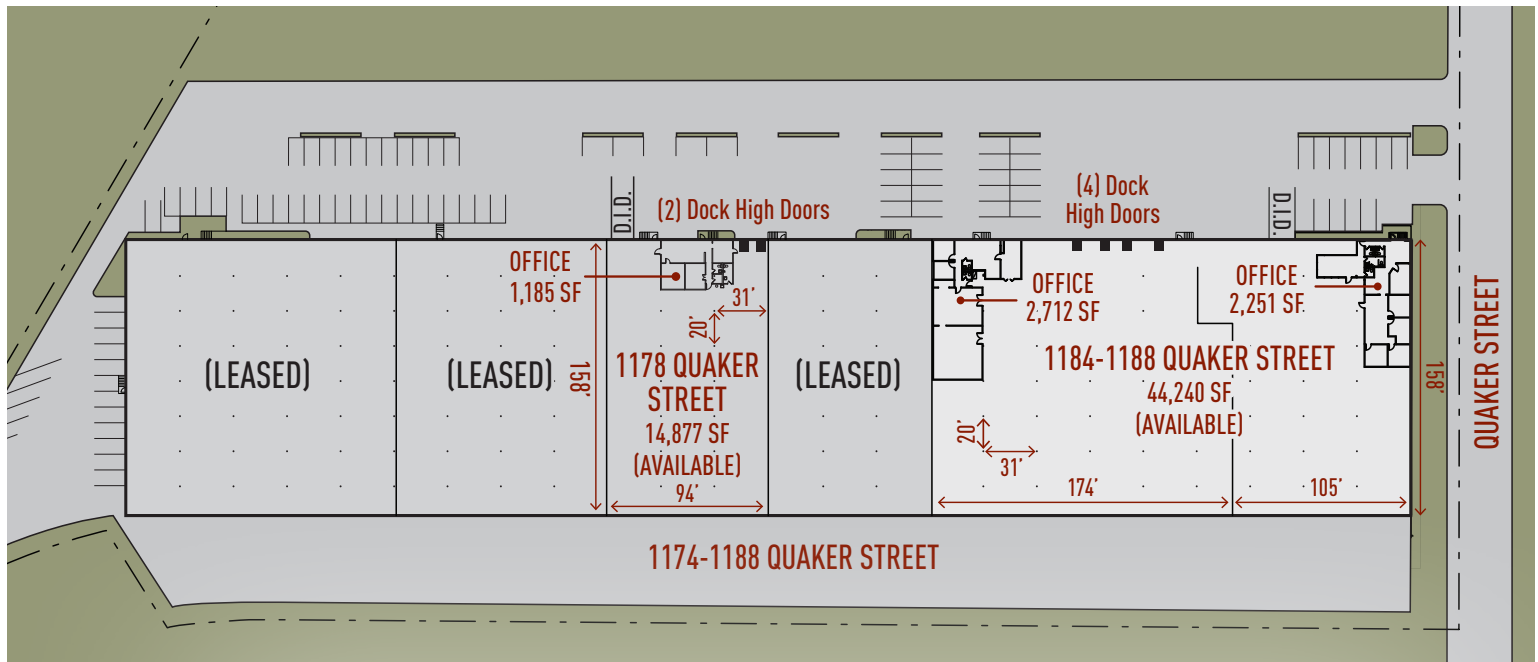 (2) Dock High Doors
(4) Dock
High Doors
D.I.D.
D.I.D.
OFFICE
1,185 SF
OFFICE
2,712 SF
OFFICE
2,251 SF
31'
20'
(LEASED)
(LEASED)
158'
1178 QUAKER
STREET
14,877 SF
(AVAILABLE)
94'
(LEASED)
1184-1188 QUAKER STREET
44,240 SF
(AVAILABLE)
20'
31'
174'
105'
158'
QUAKER STREET
1174-1188 QUAKER STREET